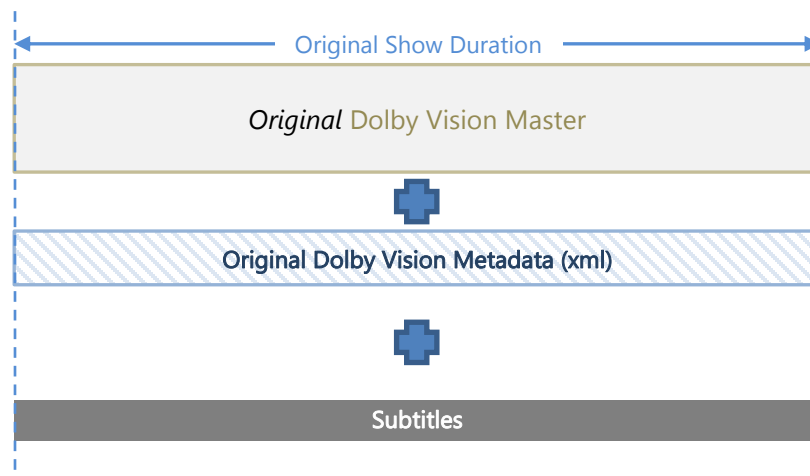 Original Show Duration
Original Dolby Vision Master
Original Dolby Vision Metadata (xml)
Subtitles